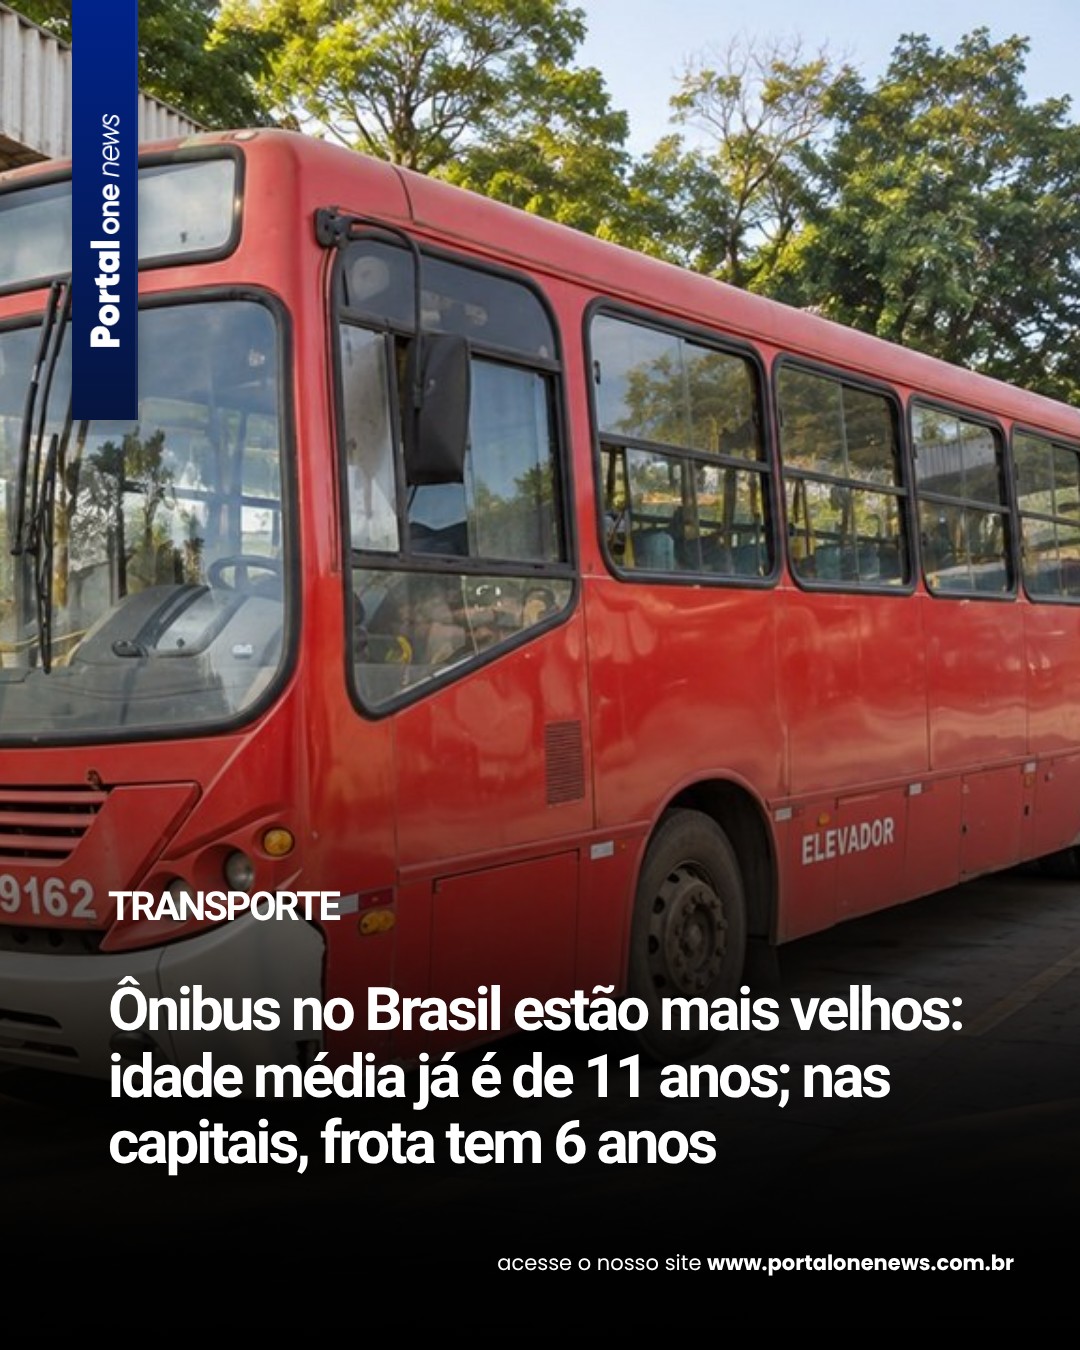 Portal one news
ELEVADOR
9162
TRANSPORTE
Ônibus no Brasil estão mais velhos:
idade média já é de 11 anos; nas
capitais, frota tem 6 anos
acesse o nosso site www.portalonenews.com.br